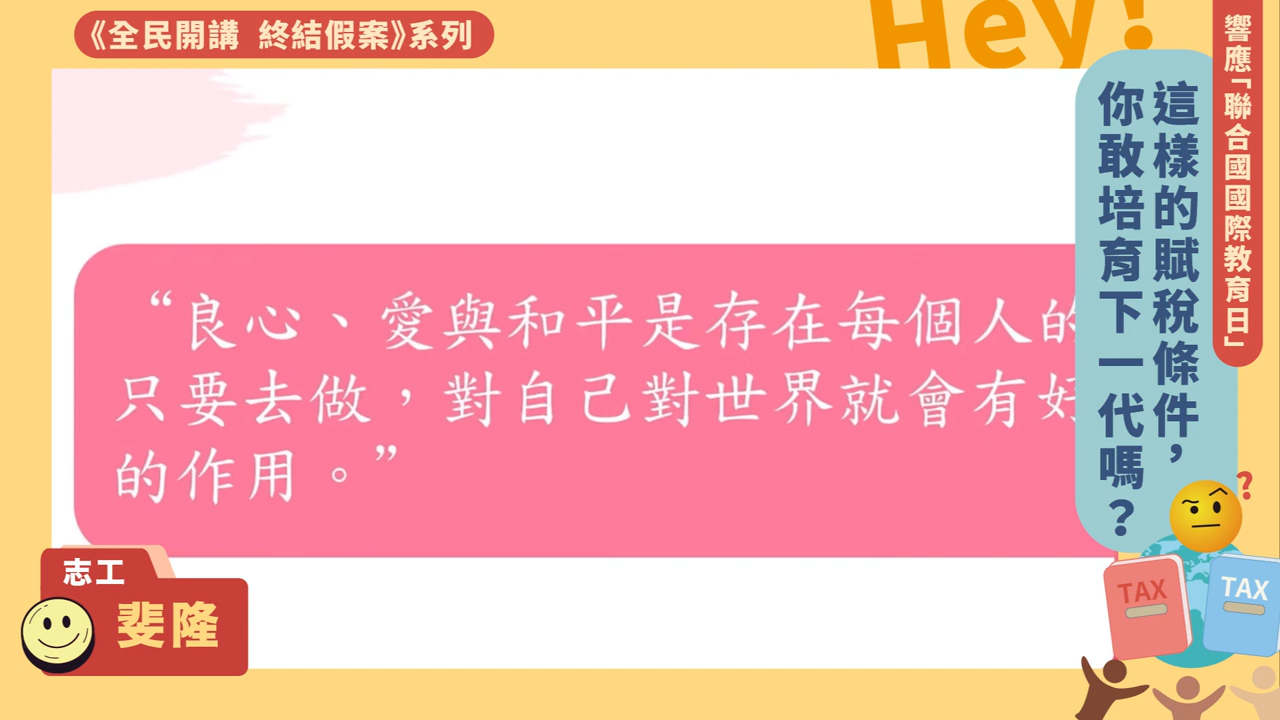 《全民開講 終結假案》系列
Hey!
響應「聯合國國際教育日」
這樣的賦稅條件，
你敢培育下一代嗎？
“良心、愛與和平是存在每個人的
只要去做，對自己對世界就會有好
的作用。”
志工
斐隆
?
TAX
TAX